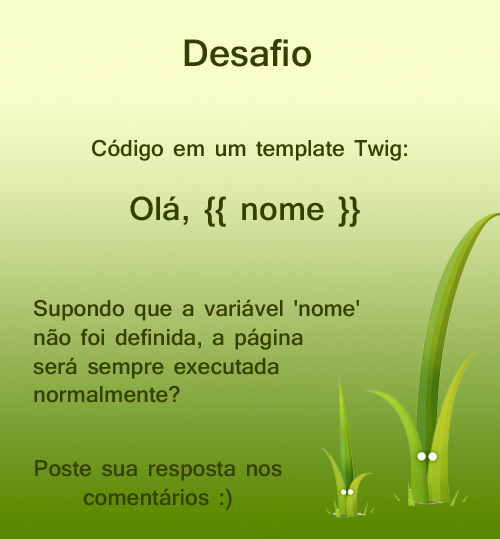 Desafio
Código em um template Twig:
Olá, {{ nome }}
Supondo que a variável 'nome'
não foi definida, a página
será sempre executada
normalmente?
Poste sua resposta nos
comentários :)